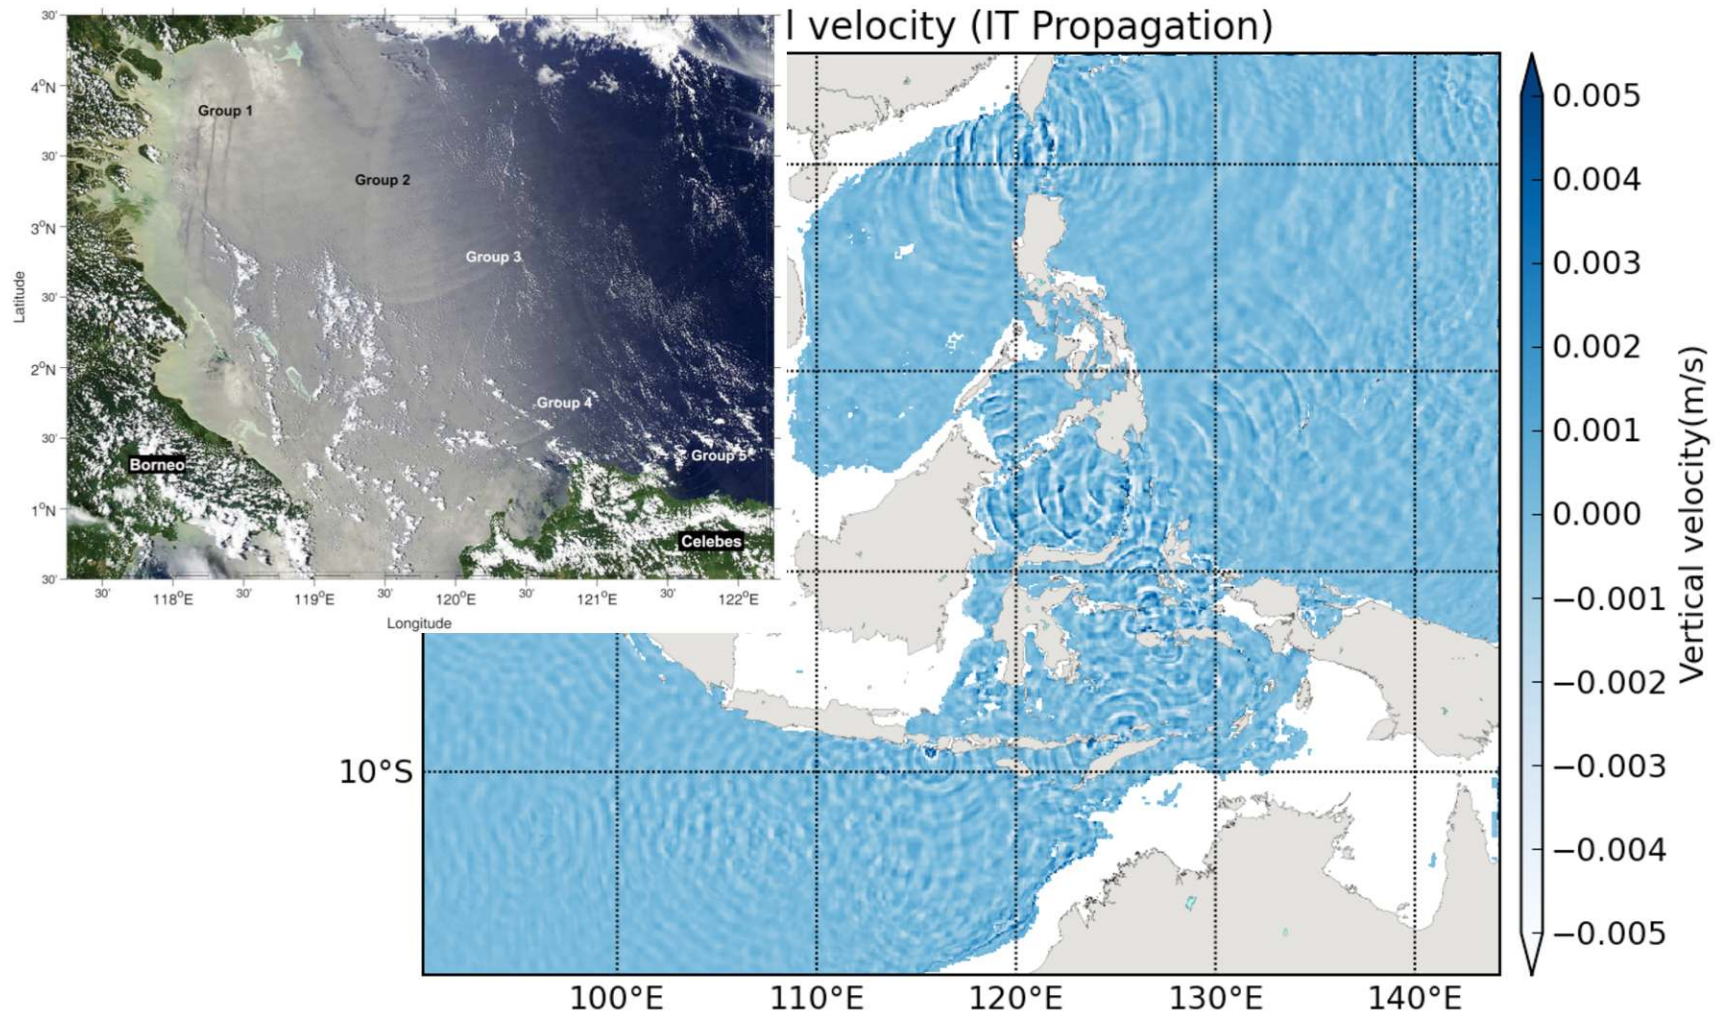 l velocity (IT Propagation)
30'
4°N
30'
3°N
30'
2°N
30'
1°N
30'
Latitude
Group 1
Group 2
Group 3
Group 4
Group 5
Borneo
Celebes
30'
118°E
30'
119°E
30'
120°E
30'
121°E
30'
122°E
Longitude
10°S
100°E
110°E
120°E
130°E
140°E
0.005
0.004
0.003
0.002
0.001
0.000
−0.001
−0.002
−0.003
−0.004
−0.005
Vertical velocity(m/s)